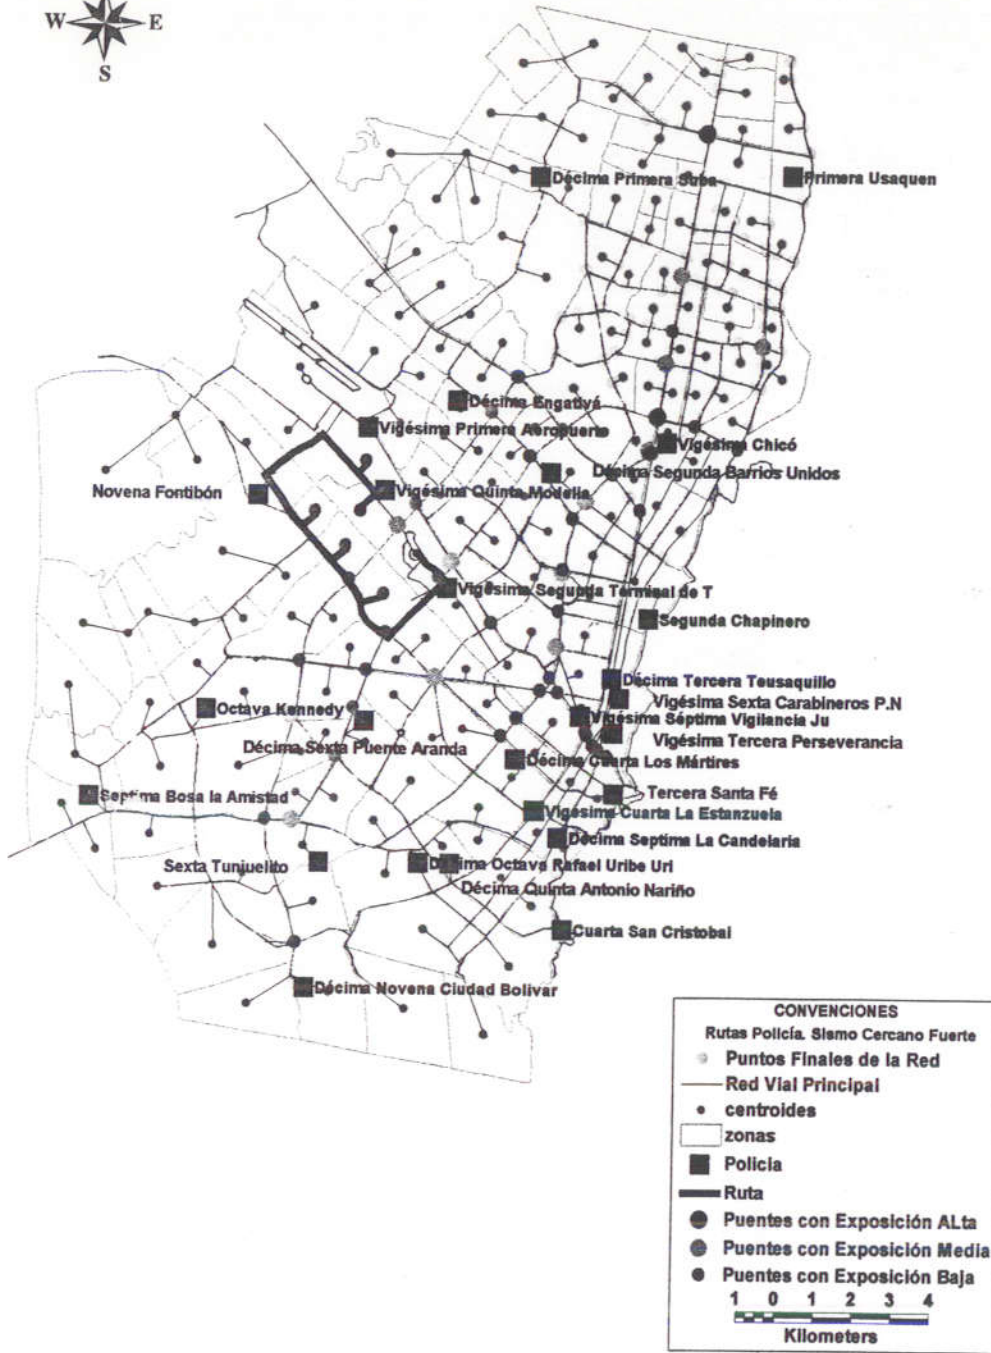 W E
S
Décima Primera Suba
Primera Usaquen
Décima Engativá
Vigésima Primera Aeropuerto
Vigésima Chicó
Décima Segunda Barrios Unidos
Novena Fontibón
Vigésima Quinta Modelia
Vigésima Segunda Terminal de T
Segunda Chapinero
Décima Tercera Teusaquillo
Vigésima Sexta Carabineros P.N
Octava Kennedy
Vigésima Séptima Vigilancia Ju
Décima Sexta Puente Aranda
Vigésima Tercera Perseverancia
Décima Cuarta Los Mártires
Septima Bosa la Amistad
Tercera Santa Fé
Vigésima Cuarta La Estanzuela
Décima Septima La Candelaria
Sexta Tunjuelito
Décima Octava Rafael Uribe Uri
Décima Quinta Antonio Nariño
Cuarta San Cristobal
Décima Novena Ciudad Bolivar
CONVENCIONES
Rutas Policía. Sismo Cercano Fuerte
Puntos Finales de la Red
Red Vial Principal
centroides
zonas
Policia
Ruta
Puentes con Exposición ALta
Puentes con Exposición Media
Puentes con Exposición Baja
1 0 1 2 3 4
Kilometers